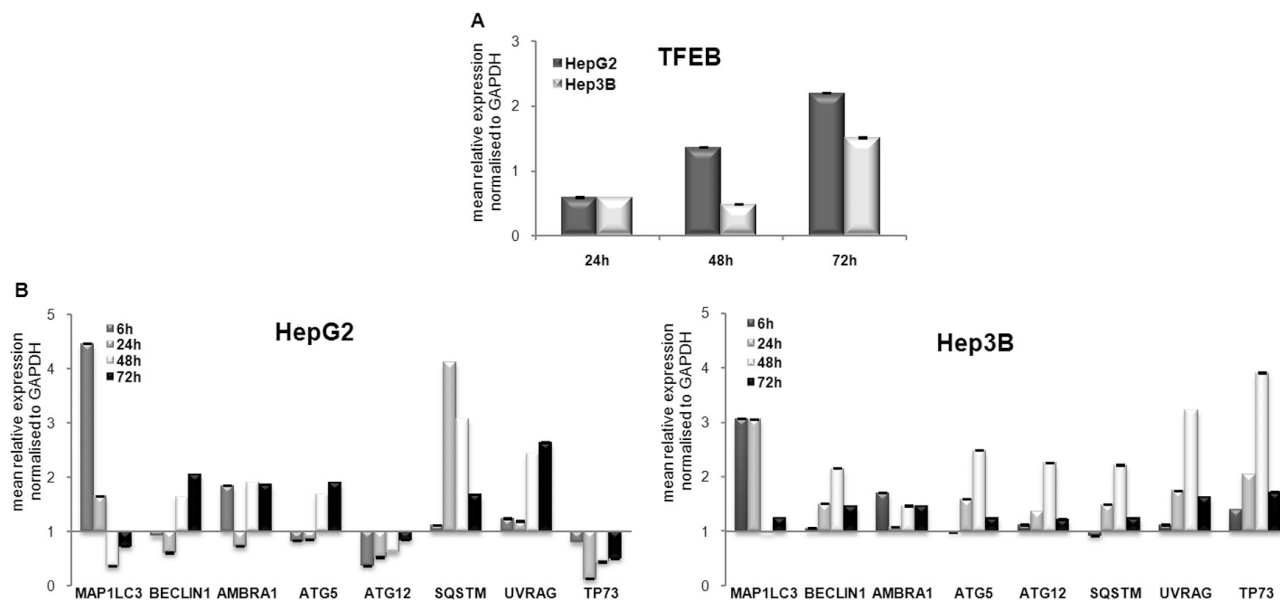 A
TFEB
HepG2
Hep3B
mean relative expression
normalised to GAPDH
3
2
1
0
24h 48h 72h
B
HepG2
6h
24h
48h
72h
mean relative expression
normalised to GAPDH
5
4
3
2
1
0
MAP1LC3 BECLIN1 AMBRA1 ATG5 ATG12 SQSTM UVRAG TP73
Hep3B
6h
24h
48h
72h
mean relative expression
normalised to GAPDH
5
4
3
2
1
0
MAP1LC3 BECLIN1 AMBRA1 ATG5 ATG12 SQSTM UVRAG TP73